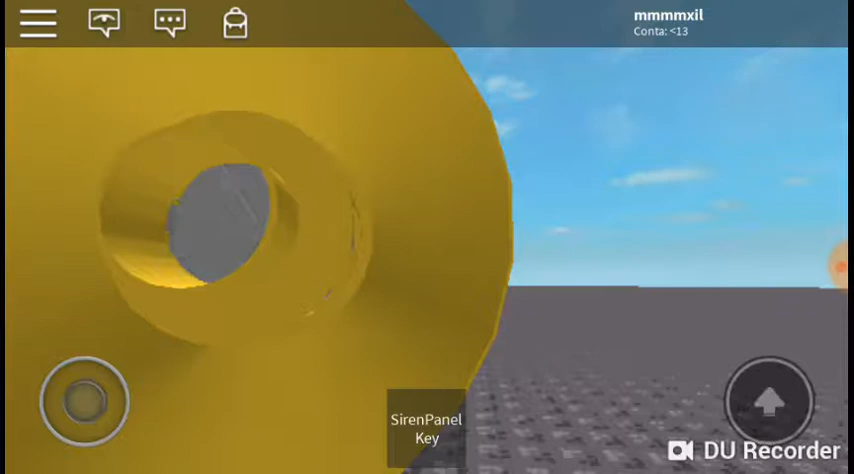 mmmmxil
Conta: <13
SirenPanel
Key
DU Recorder